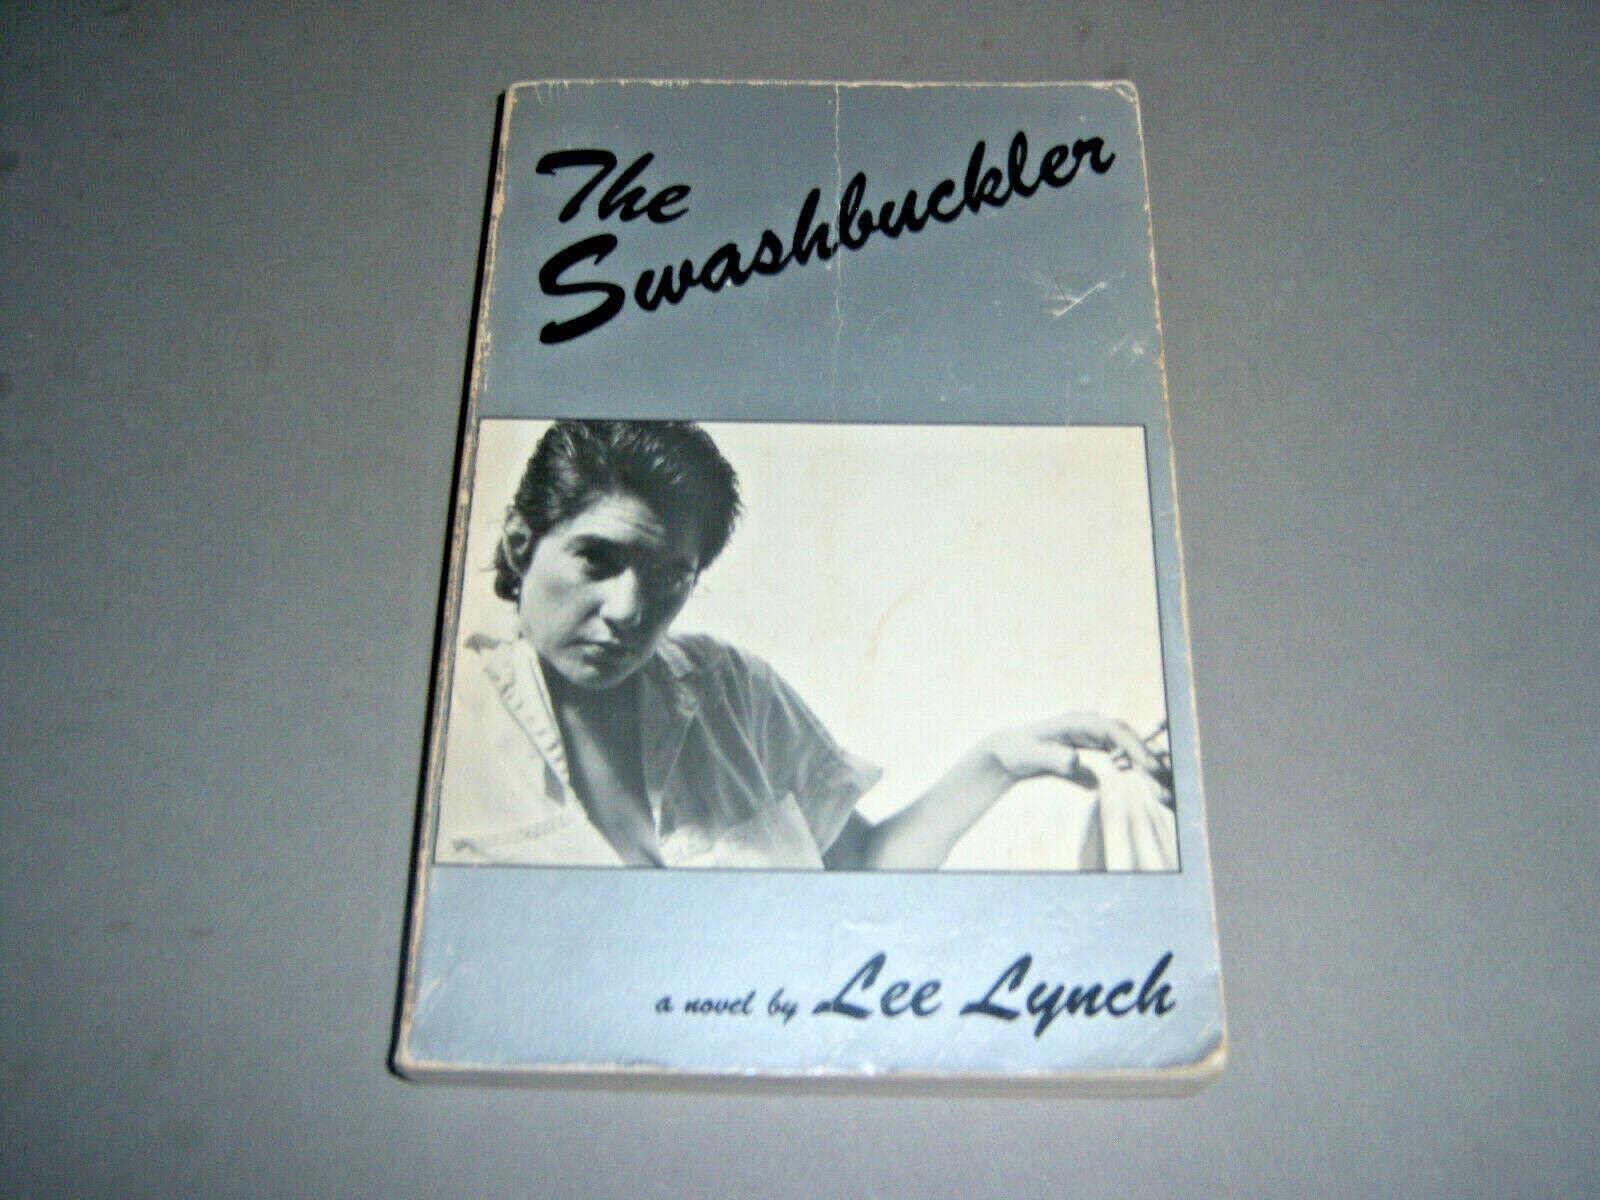 The
Swashbuckler
a novel by Lee Lynch